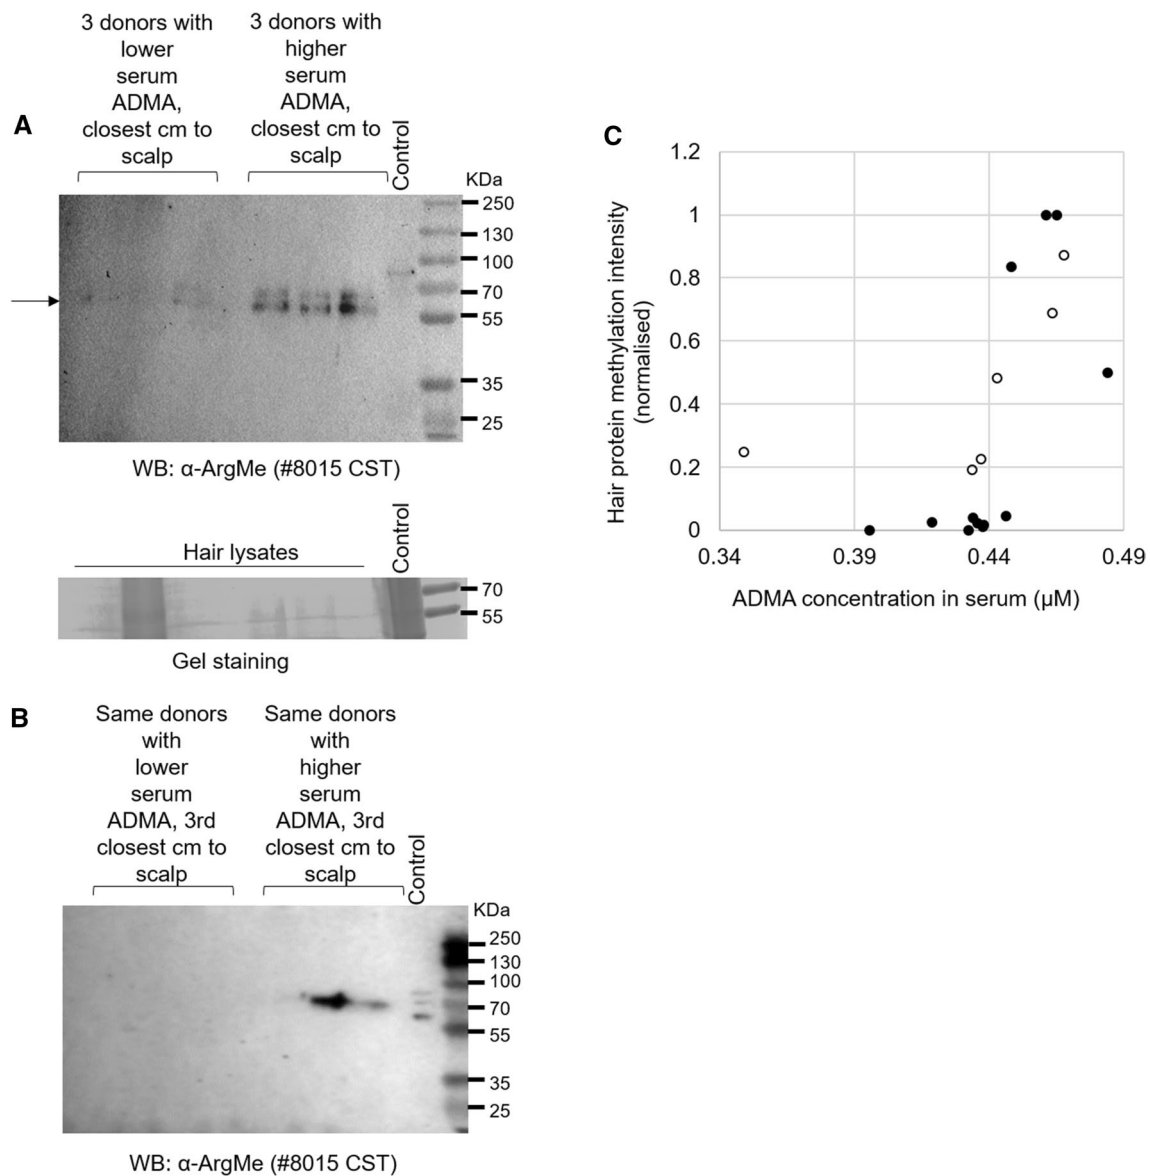 A
3 donors with
lower
serum
ADMA,
closest cm to
scalp
3 donors with
higher
serum
ADMA,
closest cm to
scalp
Control
KDa
250
130
100
70
55
35
25
WB: α-ArgMe (#8015 CST)
Hair lysates
Control
70
55
Gel staining
B
Same donors
with
lower
serum
ADMA, 3rd
closest cm to
scalp
Same donors
with
higher
serum
ADMA, 3rd
closest cm to
scalp
Control
KDa
250
130
100
70
55
35
25
WB: α-ArgMe (#8015 CST)
C
Hair protein methylation intensity
(normalised)
1.2
1
0.8
0.6
0.4
0.2
0
0.34
0.39
0.44
0.49
ADMA concentration in serum (µM)